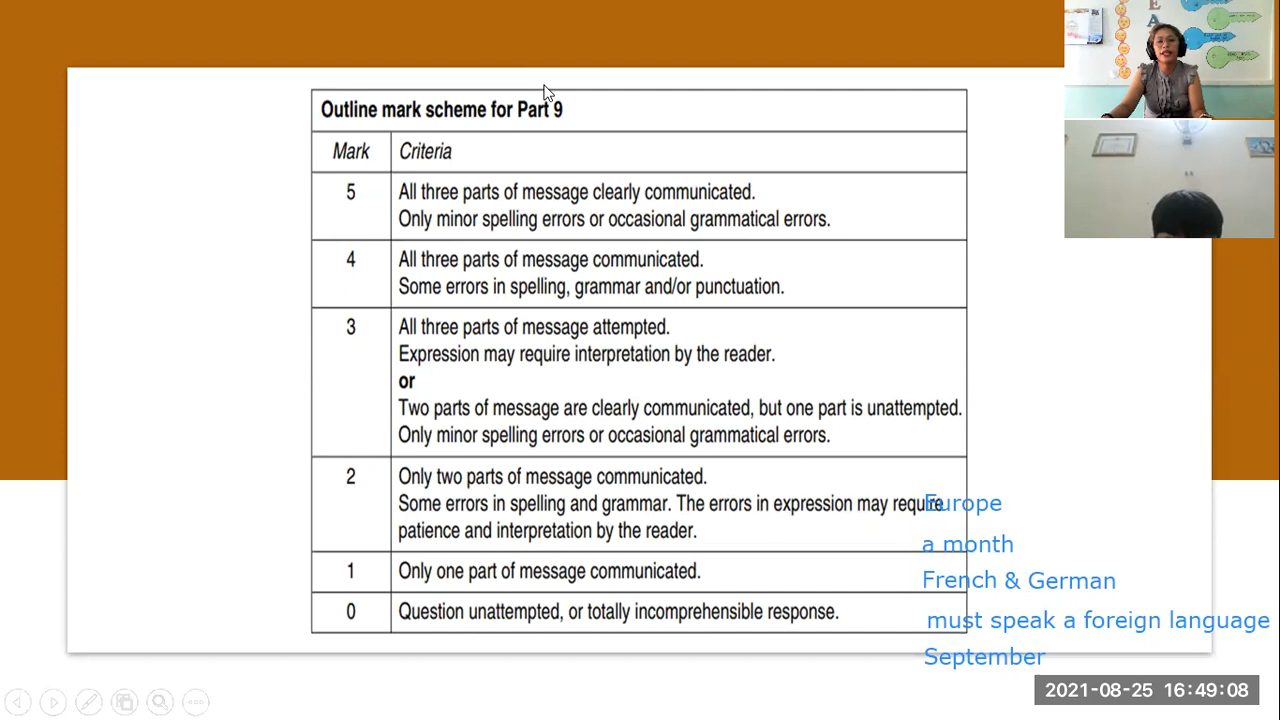 Outline mark scheme for Part 9
Mark Criteria
5 All three parts of message clearly communicated.
Only minor spelling errors or occasional grammatical errors.
4 All three parts of message communicated.
Some errors in spelling, grammar and/or punctuation.
3 All three parts of message attempted.
Expression may require interpretation by the reader.
or
Two parts of message are clearly communicated, but one part is unattempted.
Only minor spelling errors or occasional grammatical errors.
2 Only two parts of message communicated.
Some errors in spelling and grammar. The errors in expression may require
patience and interpretation by the reader.
1 Only one part of message communicated.
0 Question unattempted, or totally incomprehensible response.
Europe
a month
French & German
must speak a foreign language
September
2021-08-25 16:49:08